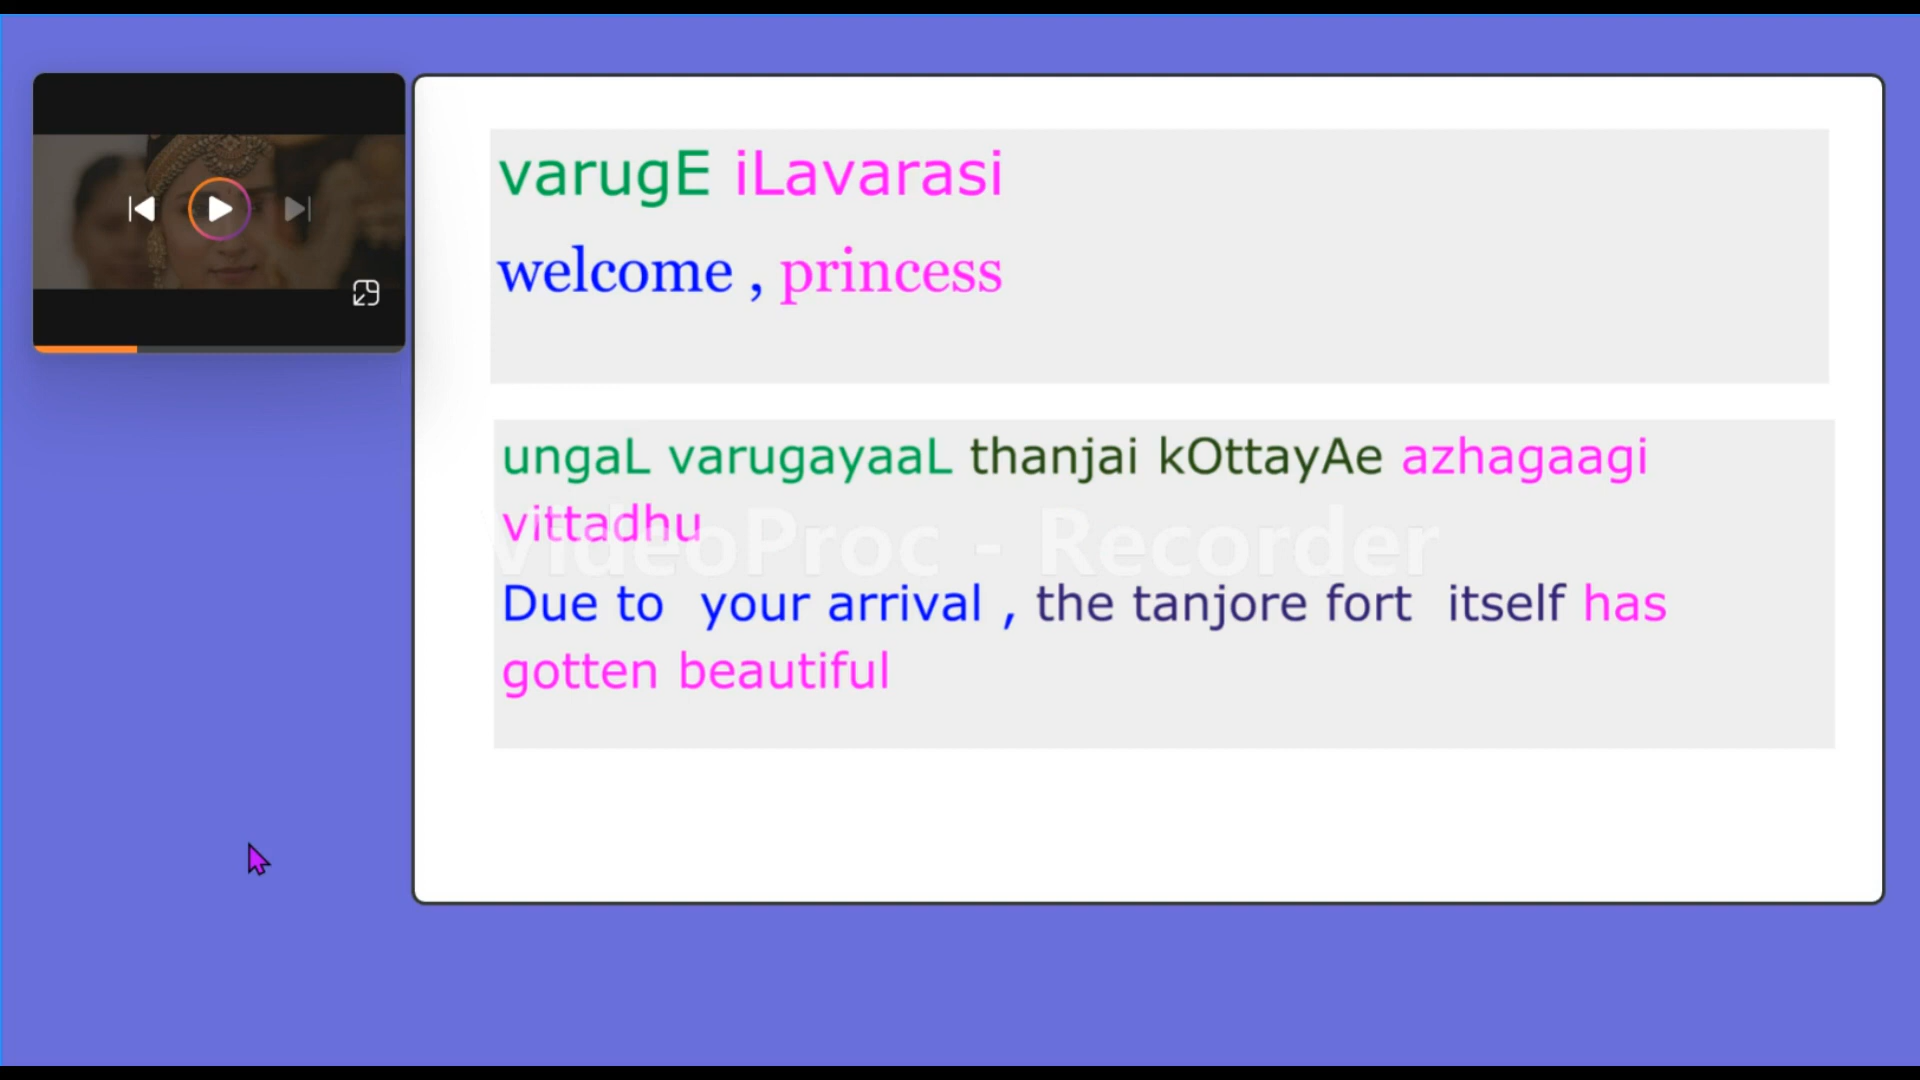 varugE iLavarasi
welcome , princess
ungaL varugayaaL thanjai kOttayAe azhagaagi
vittadhu
VideoProc - Recorder
Due to your arrival , the tanjore fort itself has
gotten beautiful